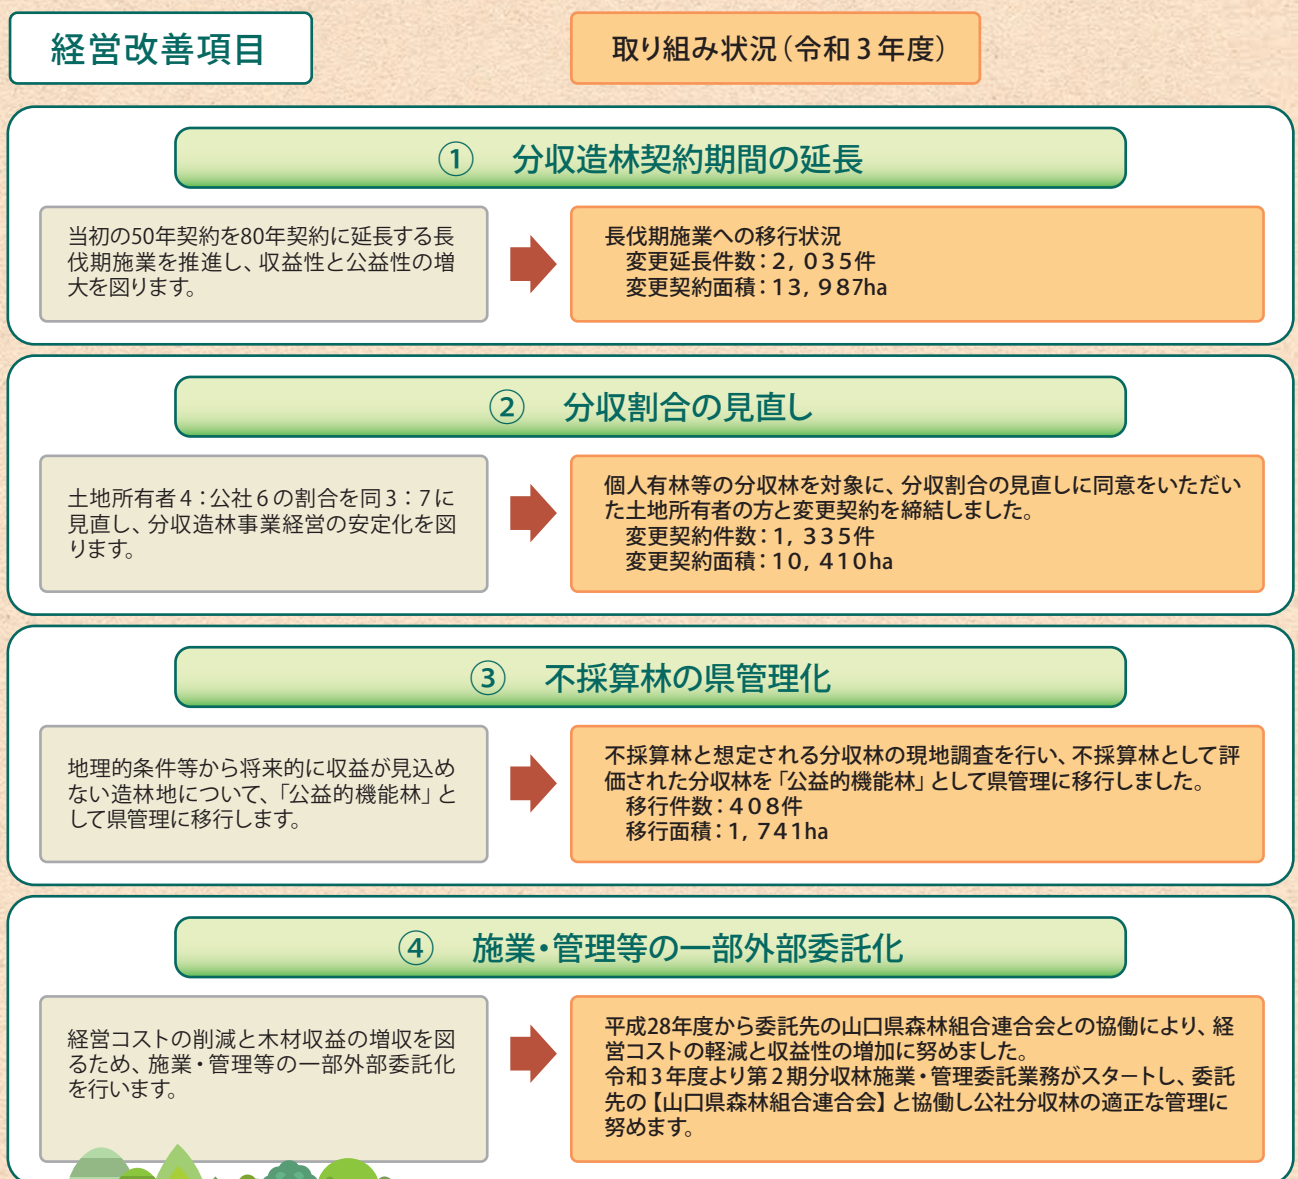 経営改善項目
取り組み状況（令和３年度）
① 分収造林契約期間の延長
当初の50年契約を80年契約に延長する長
伐期施業を推進し、収益性と公益性の増
大を図ります。
長伐期施業への移行状況
変更延長件数：２，０３５件
変更契約面積：１３，９８７ha
② 分収割合の見直し
土地所有者４：公社６の割合を同３：７に
見直し、分収造林事業経営の安定化を図
ります。
個人有林等の分収林を対象に、分収割合の見直しに同意をいただい
た土地所有者の方と変更契約を締結しました。
変更契約件数：１，３３５件
変更契約面積：１０，４１０ha
③ 不採算林の県管理化
地理的条件等から将来的に収益が見込め
ない造林地について、「公益的機能林」と
して県管理に移行します。
不採算林と想定される分収林の現地調査を行い、不採算林として評
価された分収林を「公益的機能林」として県管理に移行しました。
移行件数：４０８件
移行面積：１，７４１ha
④ 施業・管理等の一部外部委託化
経営コストの削減と木材収益の増収を図
るため、施業・管理等の一部外部委託化
を行います。
平成28年度から委託先の山口県森林組合連合会との協働により、経
営コストの軽減と収益性の増加に努めました。
令和３年度より第２期分収林施業・管理委託業務がスタートし、委託
先の【山口県森林組合連合会】と協働し公社分収林の適正な管理に
努めます。